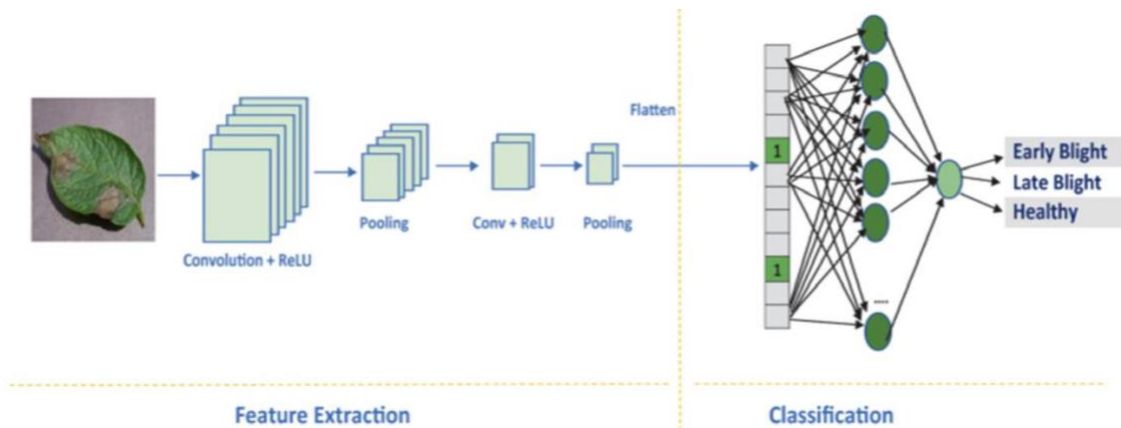 Flatten
1
Early Blight
Late Blight
Healthy
Pooling
Conv + ReLU
Pooling
Convolution + ReLU
1
....
Feature Extraction
Classification